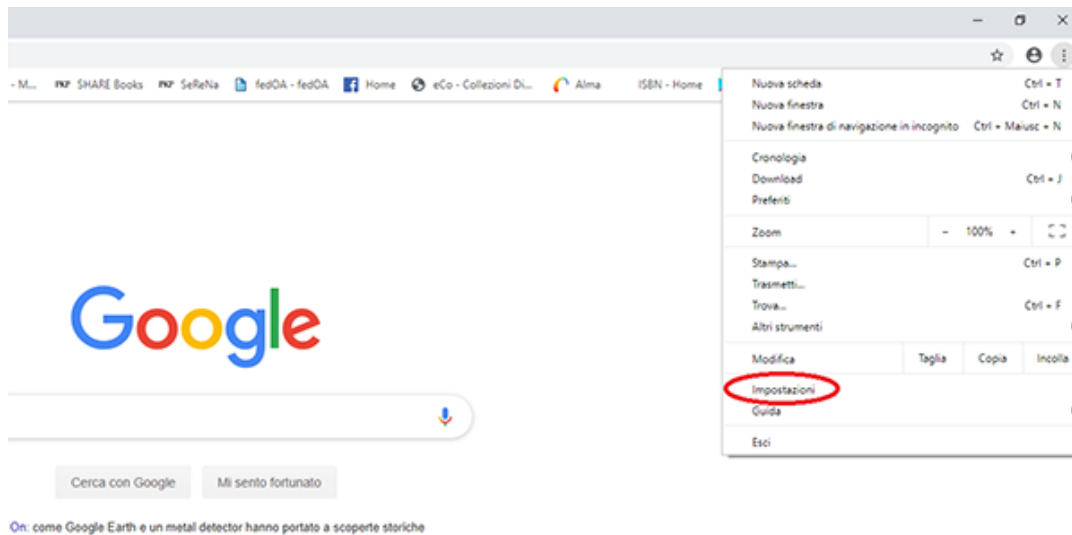 - M... PKP SHARE Books PKP SeReNa fedOA - fedOA Home eCo - Collezioni Di... Alma ISBN - Home
Nuova scheda Ctrl + T
Nuova finestra Ctrl + N
Nuova finestra di navigazione in incognito Ctrl + Maiusc + N
Cronologia
Download Ctrl + J
Preferiti
Zoom - 100% +
Stampa... Ctrl + P
Trasmetti...
Trova... Ctrl + F
Altri strumenti
Modifica Taglia Copia Incolla
Impostazioni
Guida
Esci
Google
Cerca con Google Mi sento fortunato
On: come Google Earth e un metal detector hanno portato a scoperte storiche